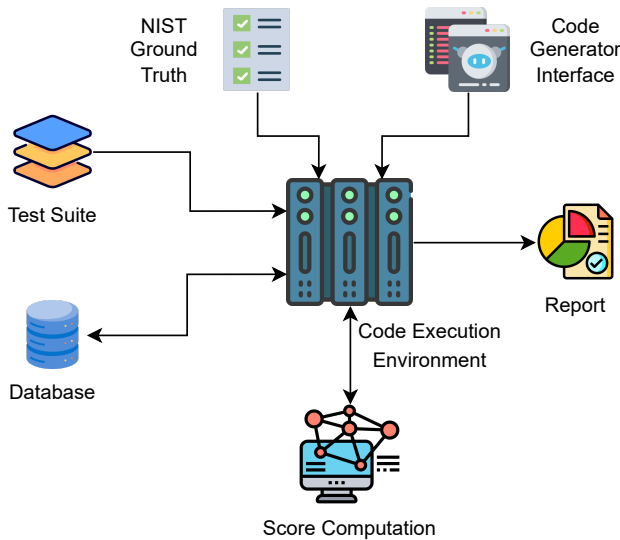 NIST
Ground
Truth
Code
Generator
Interface
Test Suite
Report
Code Execution
Environment
Database
Score Computation